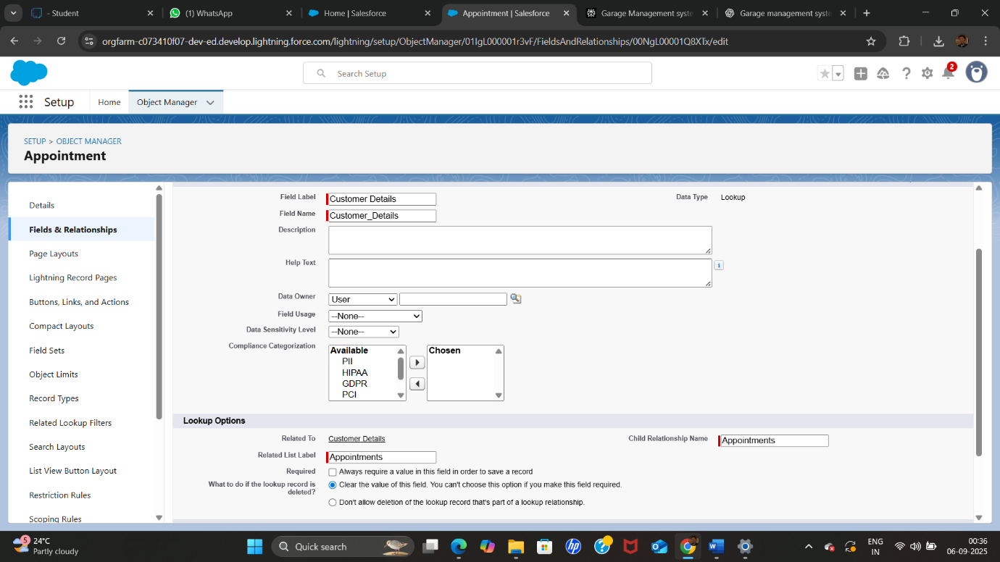 - Student
(1) WhatsApp
Home | Salesforce
Appointment | Salesforce
Garage Management syste
Garage management syste
orgfarm-c073410f07-dev-ed.develop.lightning.force.com/lightning/setup/ObjectManager/01IgL000001r3vF/FieldsAndRelationships/00NgL00001Q8XTx/edit
Search Setup
2
Setup
Home
Object Manager
SETUP > OBJECT MANAGER
Appointment
Details
Fields & Relationships
Page Layouts
Lightning Record Pages
Buttons, Links, and Actions
Compact Layouts
Field Sets
Object Limits
Record Types
Related Lookup Filters
Search Layouts
List View Button Layout
Restriction Rules
Scoping Rules
Field Label Customer Details Data Type Lookup
Field Name Customer_Details
Description
Help Text
i
Data Owner User
Field Usage --None--
Data Sensitivity Level --None--
Compliance Categorization
Available Chosen
PII
HIPAA
GDPR
PCI
Lookup Options
Related To Customer Details Child Relationship Name Appointments
Related List Label Appointments
Required Always require a value in this field in order to save a record
What to do if the lookup record is Clear the value of this field. You can't choose this option if you make this field required.
deleted?
Don't allow deletion of the lookup record that's part of a lookup relationship.
5
24°C
Partly cloudy
Quick search
ENG
IN
00:36
06-09-2025